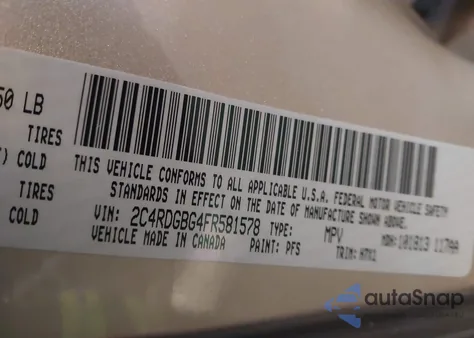 50 LB
TIRES
COLD
TIRES
COLD
THIS VEHICLE CONFORMS TO ALL APPLICABLE U.S.A. FEDERAL MOTOR VEHICLE SAFETY
STANDARDS IN EFFECT ON THE DATE OF MANUFACTURE SHOWN ABOVE.
VIN: 2C4RDGBG4FR581578 TYPE: MPV
VEHICLE MADE IN CANADA PAINT: PFS TRIM:
autoSnap